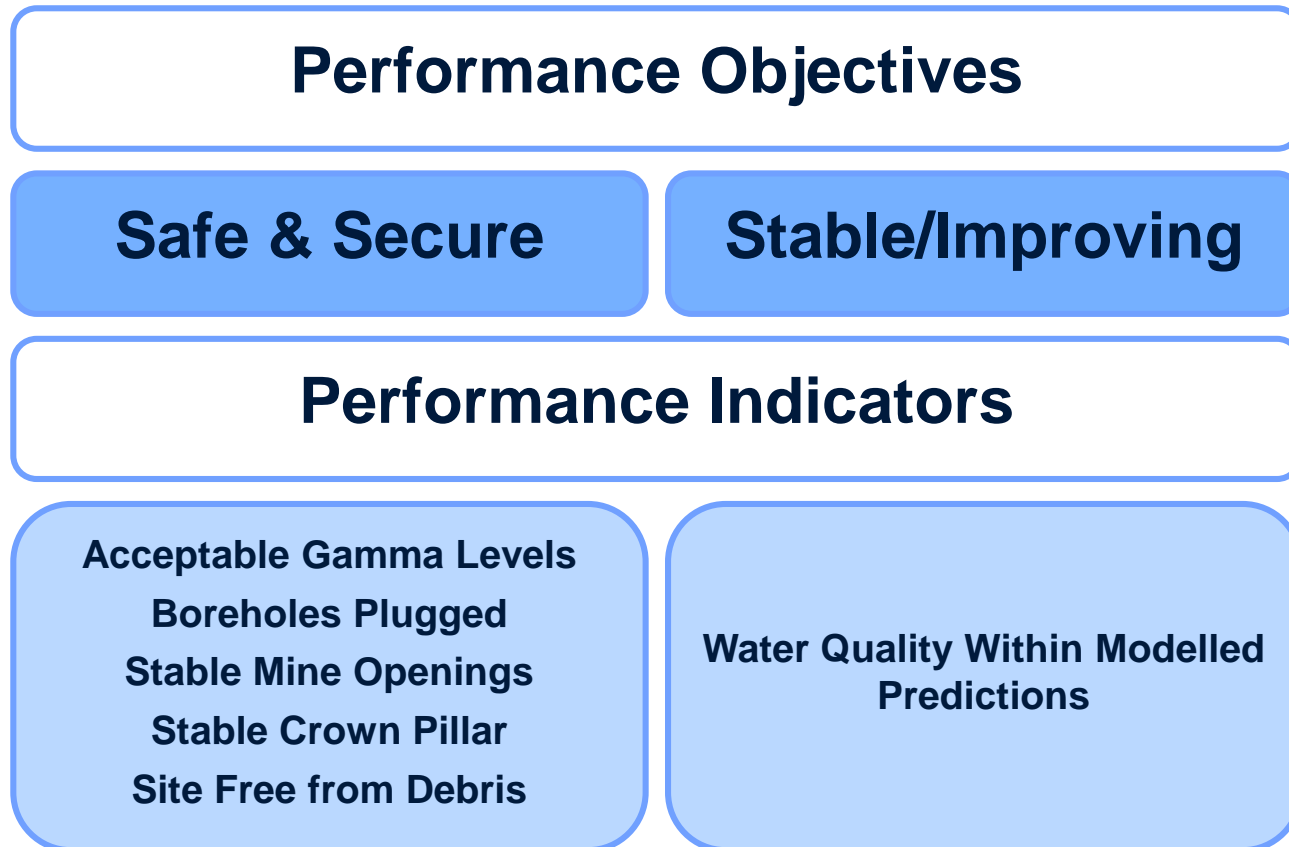 Performance Objectives
Safe & Secure
Stable/Improving
Performance Indicators
Acceptable Gamma Levels
Boreholes Plugged
Stable Mine Openings
Stable Crown Pillar
Site Free from Debris
Water Quality Within Modelled
Predictions